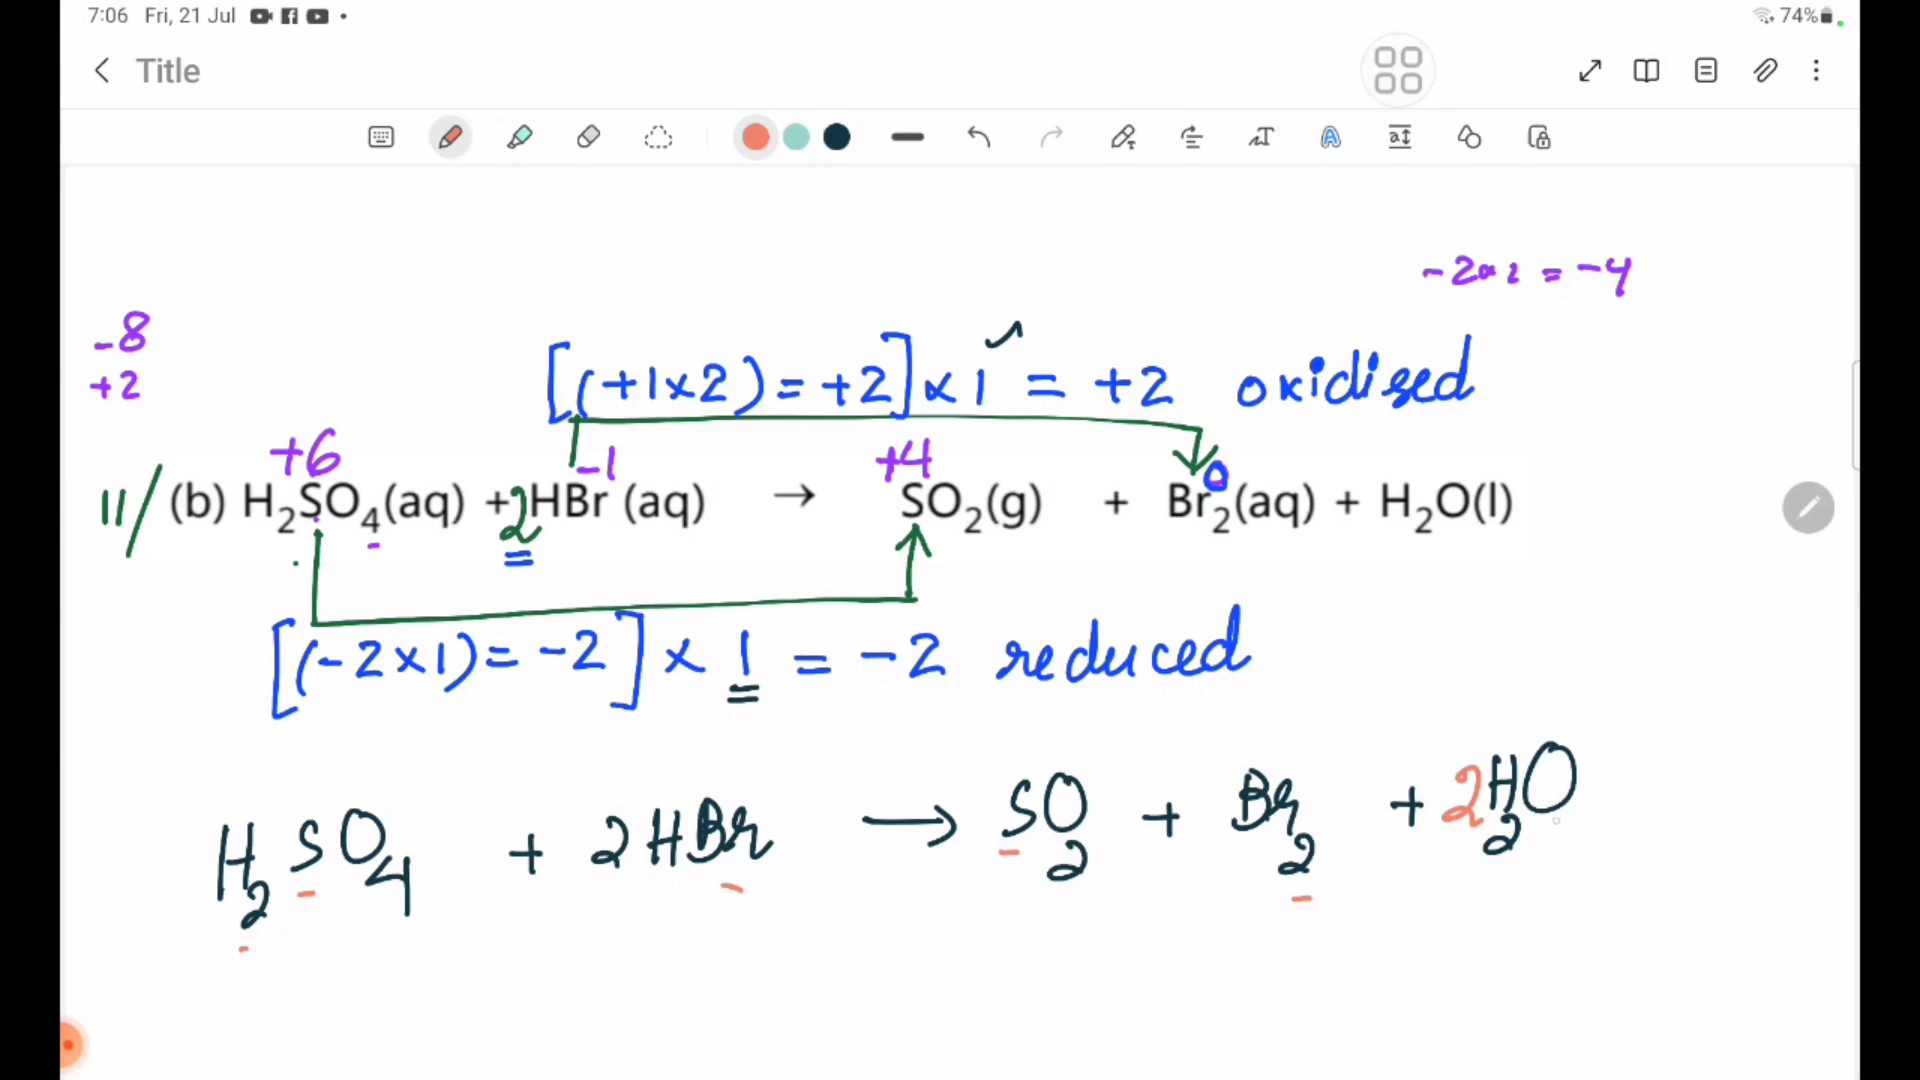 7:06 Fri, 21 Jul 74%
Title
-2×2 = -4
-8
+2
[(+1×2)=+2]×1 = +2 oxidised
+6 -1 +4 0
11/ (b) H₂SO₄(aq) + 2HBr (aq) → SO₂(g) + Br₂(aq) + H₂O(l)
[(-2×1)= -2] × 1 = -2 reduced
H₂SO₄ + 2HBr → SO₂ + Br₂ + 2H₂O